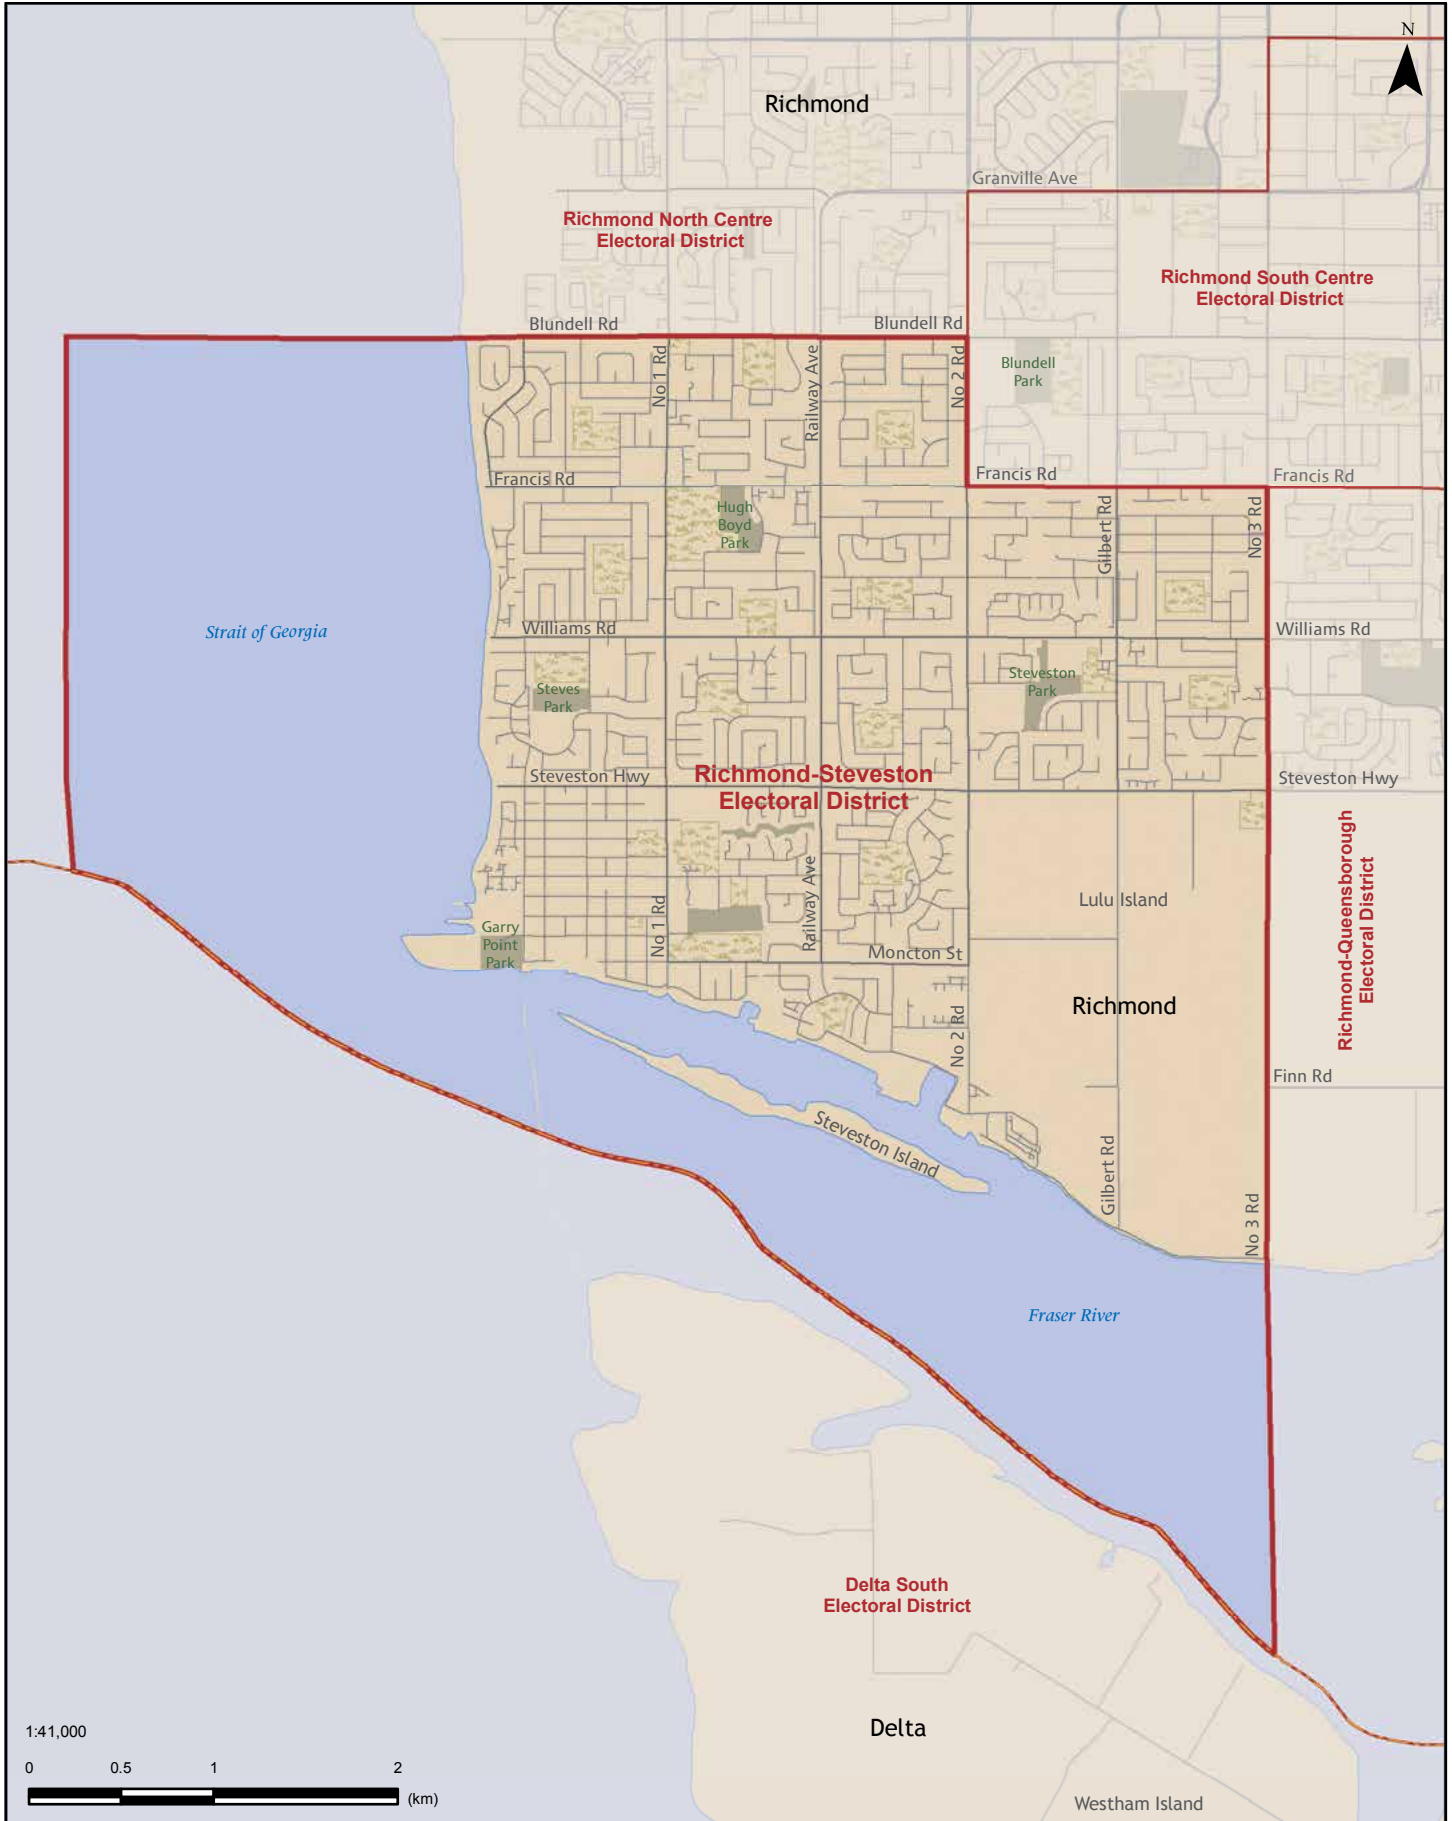 N
Richmond
Granville Ave
Richmond North Centre
Electoral District
Richmond South Centre
Electoral District
Blundell Rd
Blundell Rd
No 1 Rd
Railway Ave
No 2 Rd
Blundell
Park
Francis Rd
Francis Rd
Francis Rd
Hugh
Boyd
Park
Gilbert Rd
No 3 Rd
Strait of Georgia
Williams Rd
Williams Rd
Steves
Park
Steveston
Park
Steveston Hwy
Richmond-Steveston
Electoral District
Steveston Hwy
Richmond-Queensborough
Electoral District
Lulu Island
Garry
Point
Park
No 1 Rd
Railway Ave
Moncton St
Richmond
No 2 Rd
Finn Rd
Steveston Island
Gilbert Rd
No 3 Rd
Fraser River
Delta South
Electoral District
Delta
Westham Island
1:41,000
0 0.5 1 2
(km)